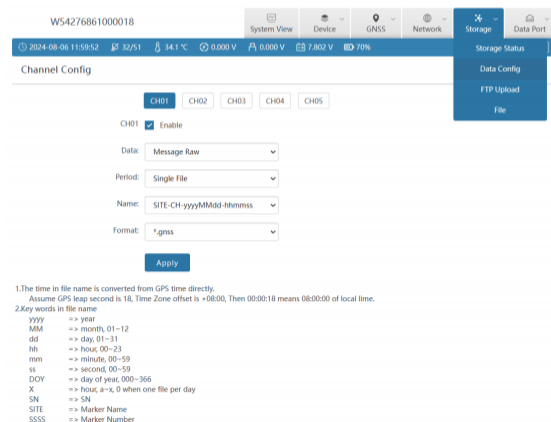 W54276861000018
System View Device GNSS Network Storage Data Port
2024-08-06 11:59:52 32/51 34.1 ℃ 0.000 V 0.000 V 7.802 V 70%
Storage Status
Data Config
FTP Upload
File
Channel Config
CH01 CH02 CH03 CH04 CH05
CH01 Enable
Data: Message Raw
Period: Single File
Name: SITE-CH-yyyyMMdd-hhmmss
Format: *.gnss
Apply
1.The time in file name is converted from GPS time directly.
Assume GPS leap second is 18, Time Zone offset is +08:00, Then 00:00:18 means 08:00:00 of local time.
2.Key words in file name
yyyy => year
MM => month, 01~12
dd => day, 01~31
hh => hour, 00~23
mm => minute, 00~59
ss => second, 00~59
DOY => day of year, 000~366
X => hour, a~x, 0 when one file per day
SN => SN
SITE => Marker Name
SSSS => Marker Number